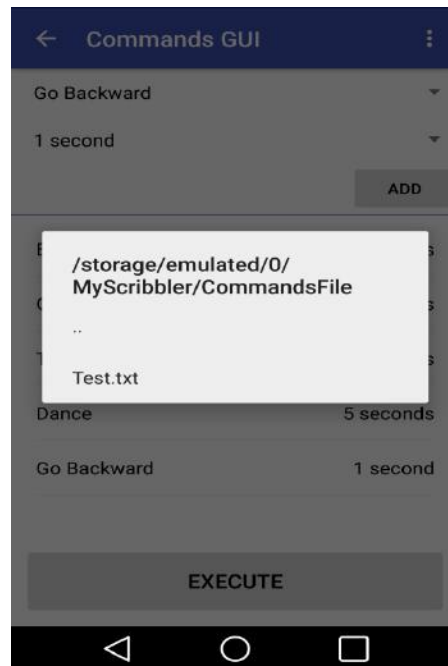 Commands GUI
Go Backward
1 second
ADD
/storage/emulated/0/
MyScribbler/CommandsFile
..
Test.txt
Dance 5 seconds
Go Backward 1 second
EXECUTE